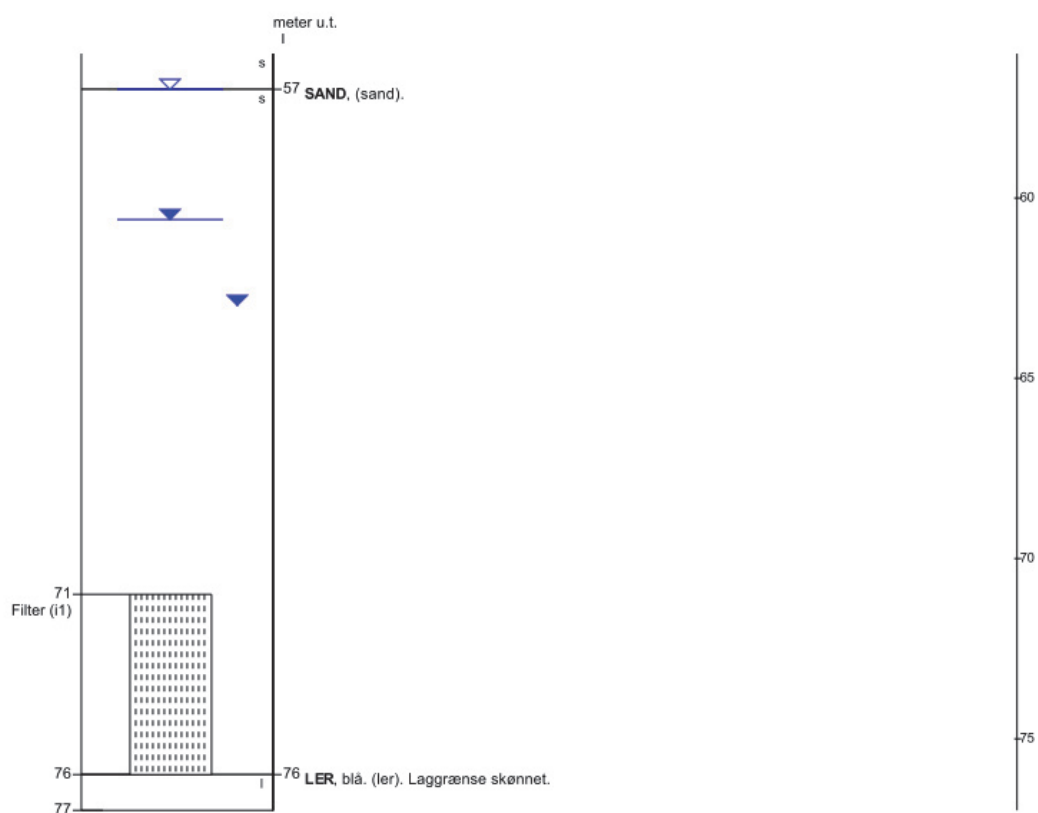 meter u.t.
l
s
57 SAND, (sand).
s
60
65
70
71
Filter (i1)
75
76
76 LER, blå. (ler). Laggrænse skønnet.
l
77